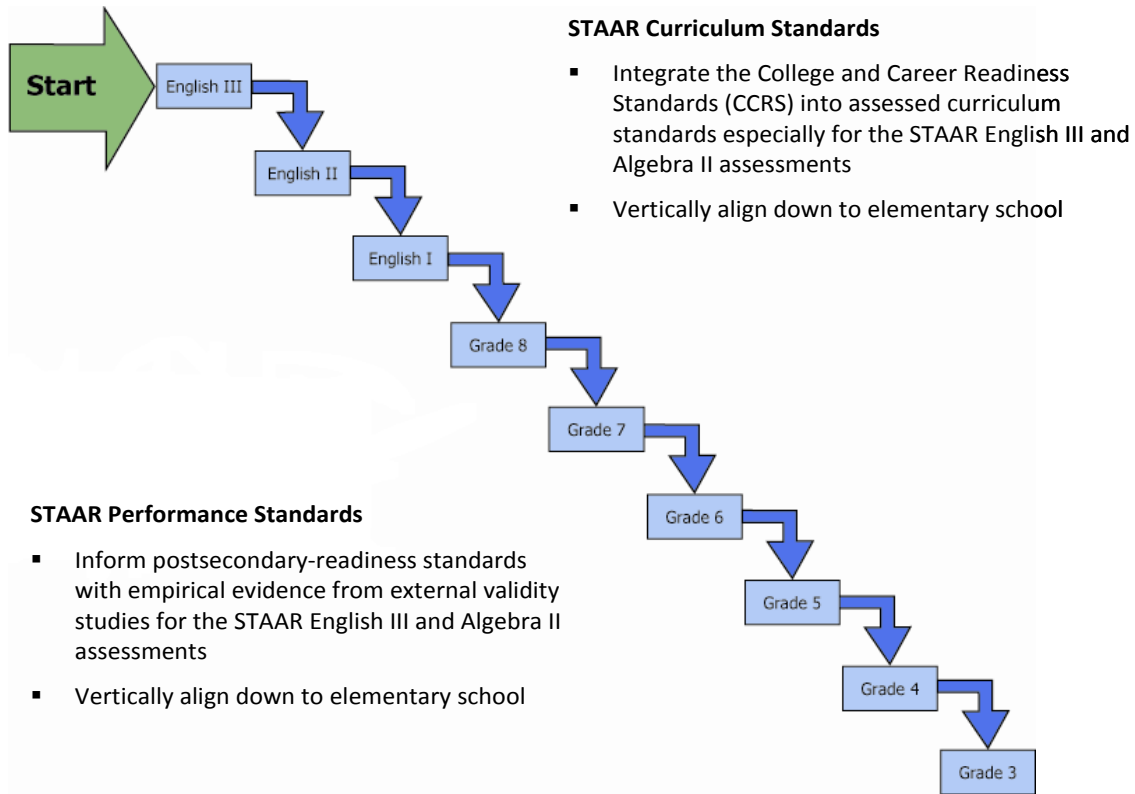 STAAR Curriculum Standards
Start
English III
▪ Integrate the College and Career Readiness
Standards (CCRS) into assessed curriculum
standards especially for the STAAR English III and
Algebra II assessments
▪ Vertically align down to elementary school
English II
English I
Grade 8
Grade 7
Grade 6
Grade 5
Grade 4
Grade 3
STAAR Performance Standards
▪ Inform postsecondary-readiness standards
with empirical evidence from external validity
studies for the STAAR English III and Algebra II
assessments
▪ Vertically align down to elementary school